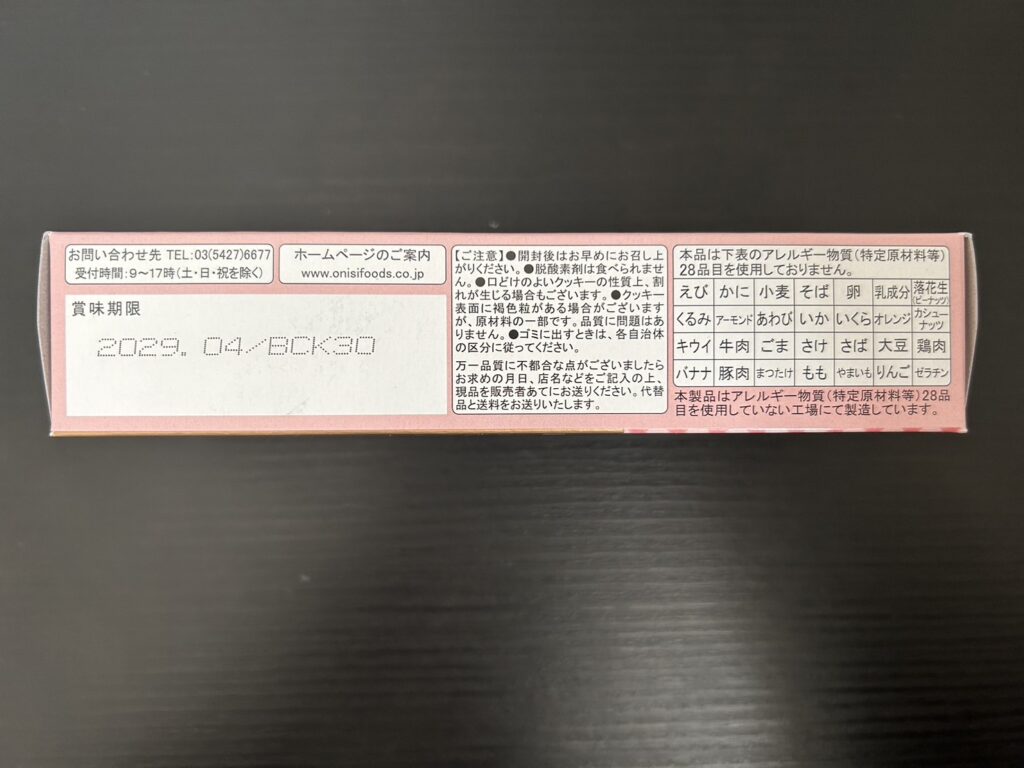 お問い合わせ先 TEL:03(5427)6677
受付時間:9～17時(土・日・祝を除く)
ホームページのご案内
www.onisifoods.co.jp
賞味期限
2029. 04/BCK30
【ご注意】●開封後はお早めにお召し上
がりください。●脱酸素剤は食べられませ
ん。●口どけのよいクッキーの性質上、割
れが生じる場合もございます。●クッキー
表面に褐色粒がある場合がございます
が、原材料の一部です。品質に問題はあ
りません。●ゴミに出すときは、各自治体
の区分に従ってください。
万一品質に不都合な点がございましたら
お求めの月日、店名などをご記入の上、
現品を販売者あてにお送りください。代替
品と送料をお送りいたします。
本品は下表のアレルギー物質(特定原材料等)
28品目を使用しておりません。
えび かに 小麦 そば 卵 乳成分 落花生(ピーナッツ)
くるみ アーモンド あわび いか いくら オレンジ カシューナッツ
キウイ 牛肉 ごま さけ さば 大豆 鶏肉
バナナ 豚肉 まつたけ もも やまいも りんご ゼラチン
本製品はアレルギー物質(特定原材料等)28品
目を使用していない工場にて製造しています。